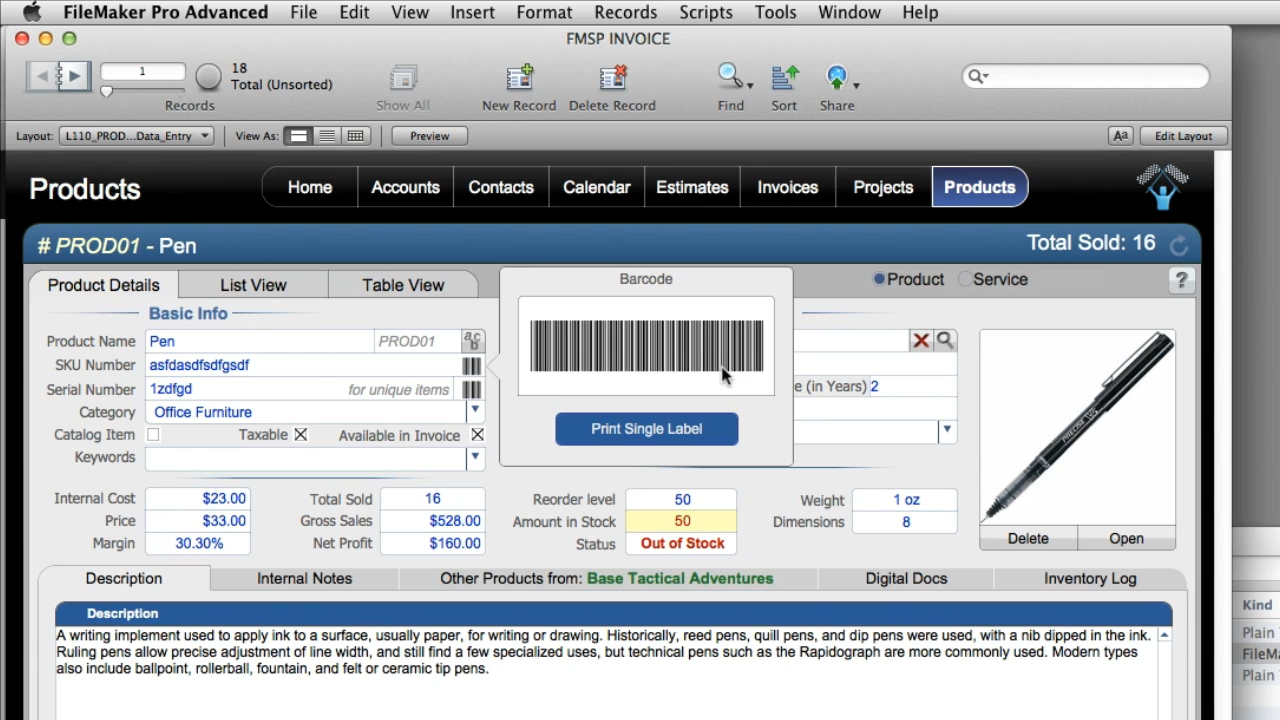 FileMaker Pro Advanced File Edit View Insert Format Records Scripts Tools Window Help
FMSP INVOICE
1
18
Total (Unsorted)
Records
Show All
New Record
Delete Record
Find
Sort
Share
Layout: L110_PROD...Data_Entry
View As:
Preview
Aa
Edit Layout
Products
Home
Accounts
Contacts
Calendar
Estimates
Invoices
Projects
Products
# PROD01 - Pen
Total Sold: 16
Product Details
List View
Table View
Barcode
Product
Service
?
Basic Info
Product Name Pen PROD01
SKU Number asfdasdfsdfgsdf
Serial Number 1zdfgd for unique items
e (in Years) 2
Category Office Furniture
Catalog Item Taxable Available in Invoice
Keywords
Print Single Label
PRECISE V5
Internal Cost $23.00
Price $33.00
Margin 30.30%
Total Sold 16
Gross Sales $528.00
Net Profit $160.00
Reorder level 50
Amount in Stock 50
Status Out of Stock
Weight 1 oz
Dimensions 8
Delete
Open
Description
Internal Notes
Other Products from: Base Tactical Adventures
Digital Docs
Inventory Log
Description
A writing implement used to apply ink to a surface, usually paper, for writing or drawing. Historically, reed pens, quill pens, and dip pens were used, with a nib dipped in the ink.
Ruling pens allow precise adjustment of line width, and still find a few specialized uses, but technical pens such as the Rapidograph are more commonly used. Modern types
also include ballpoint, rollerball, fountain, and felt or ceramic tip pens.
Kind
Plain
FileMa
Plain